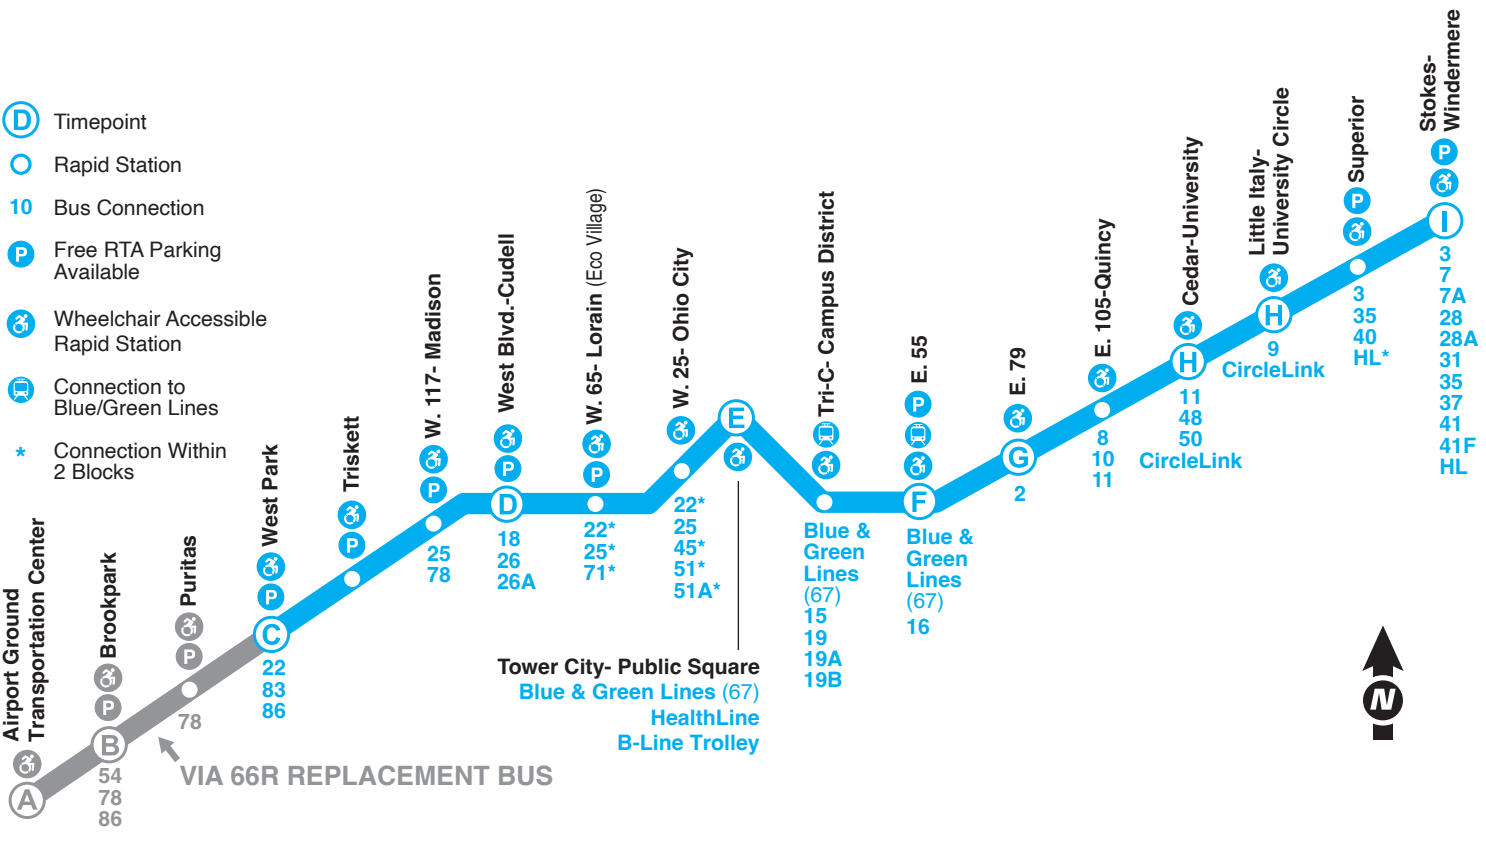 D Timepoint
Rapid Station
10 Bus Connection
P Free RTA Parking
Available
Wheelchair Accessible
Rapid Station
Connection to
Blue/Green Lines
* Connection Within
2 Blocks
Airport Ground
Transportation Center
A
Brookpark
P
B
54
78
86
Puritas
P
78
VIA 66R REPLACEMENT BUS
West Park
P
C
22
83
86
Triskett
P
W. 117- Madison
P
25
78
West Blvd.-Cudell
P
D
18
26
26A
W. 65- Lorain (Eco Village)
P
22*
25*
71*
W. 25- Ohio City
22*
25
45*
51*
51A*
E
Tower City- Public Square
Blue & Green Lines (67)
HealthLine
B-Line Trolley
Tri-C- Campus District
Blue &
Green
Lines
(67)
15
19
19A
19B
E. 55
P
F
Blue &
Green
Lines
(67)
16
E. 79
G
2
E. 105-Quincy
8
10
11
Cedar-University
H
11
48
50
CircleLink
Little Italy-
University Circle
H
9
CircleLink
Superior
P
3
35
40
HL*
Stokes-
Windermere
P
I
3
7
7A
28
28A
31
35
37
41
41F
HL
N